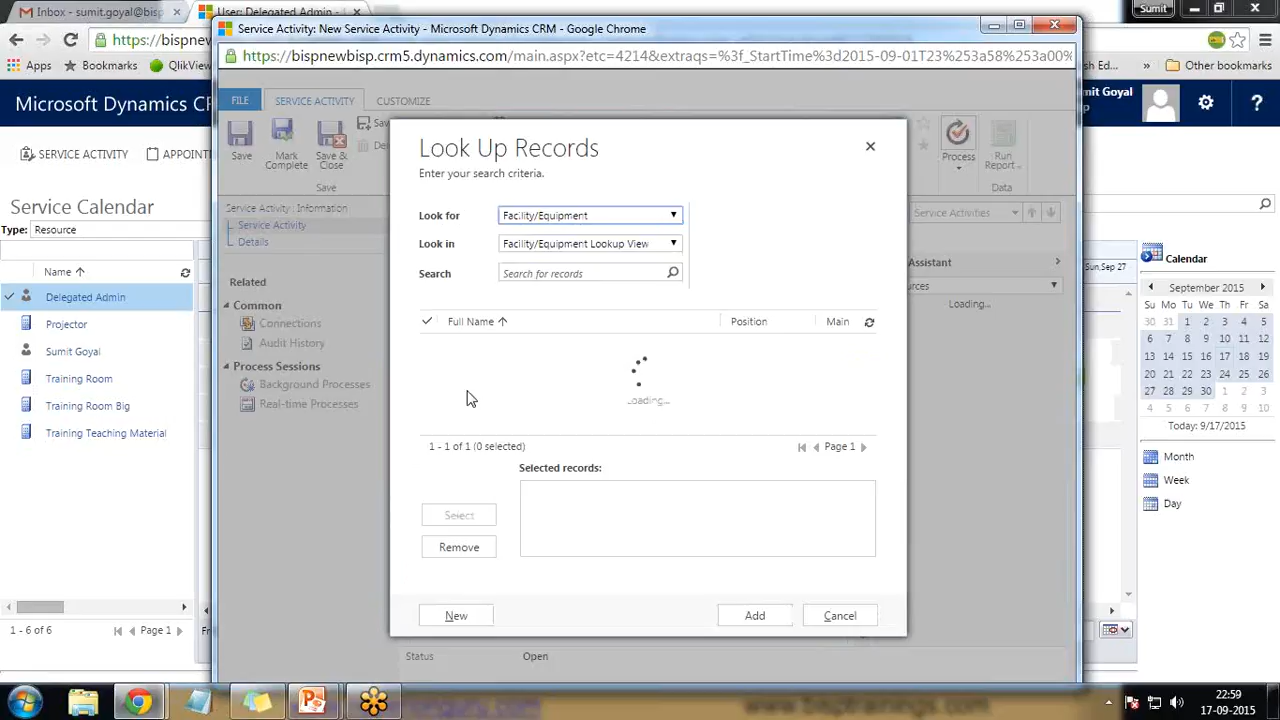 Inbox - sumit.goyal@bisp
User: Delegated Admin -
Sumit
https://bispnew
Service Activity: New Service Activity - Microsoft Dynamics CRM - Google Chrome
https://bispnewbisp.crm5.dynamics.com/main.aspx?etc=4214&extraqs=%3f_StartTime%3d2015-09-01T23%253a58%253a00%
Apps
Bookmarks
QlikView
sh Ed...
»
Other bookmarks
Microsoft Dynamics CR
mit Goyal
p
?
FILE
SERVICE ACTIVITY
CUSTOMIZE
Save
Mark Complete
Save & Close
Sav
De
Save
Process
Run Report
Data
SERVICE ACTIVITY
APPOINT
Service Calendar
Type:
Resource
Name
Delegated Admin
Projector
Sumit Goyal
Training Room
Training Room Big
Training Teaching Material
1 - 6 of 6
Page 1
Service Activity : Information
Service Activity
Details
Related
Common
Connections
Audit History
Process Sessions
Background Processes
Real-time Processes
Look Up Records
Enter your search criteria.
Look for
Facility/Equipment
Look in
Facility/Equipment Lookup View
Search
Search for records
Full Name
Position
Main
Loading...
1 - 1 of 1 (0 selected)
Page 1
Selected records:
Select
Remove
New
Add
Cancel
Service Activities
Assistant
urces
Loading...
Status
Open
Sun,Sep 27
Calendar
September 2015
Su Mo Tu We Th Fr Sa
30 31 1 2 3 4 5
6 7 8 9 10 11 12
13 14 15 16 17 18 19
20 21 22 23 24 25 26
27 28 29 30 1 2 3
4 5 6 7 8 9 10
Today: 9/17/2015
Month
Week
Day
22:59
17-09-2015